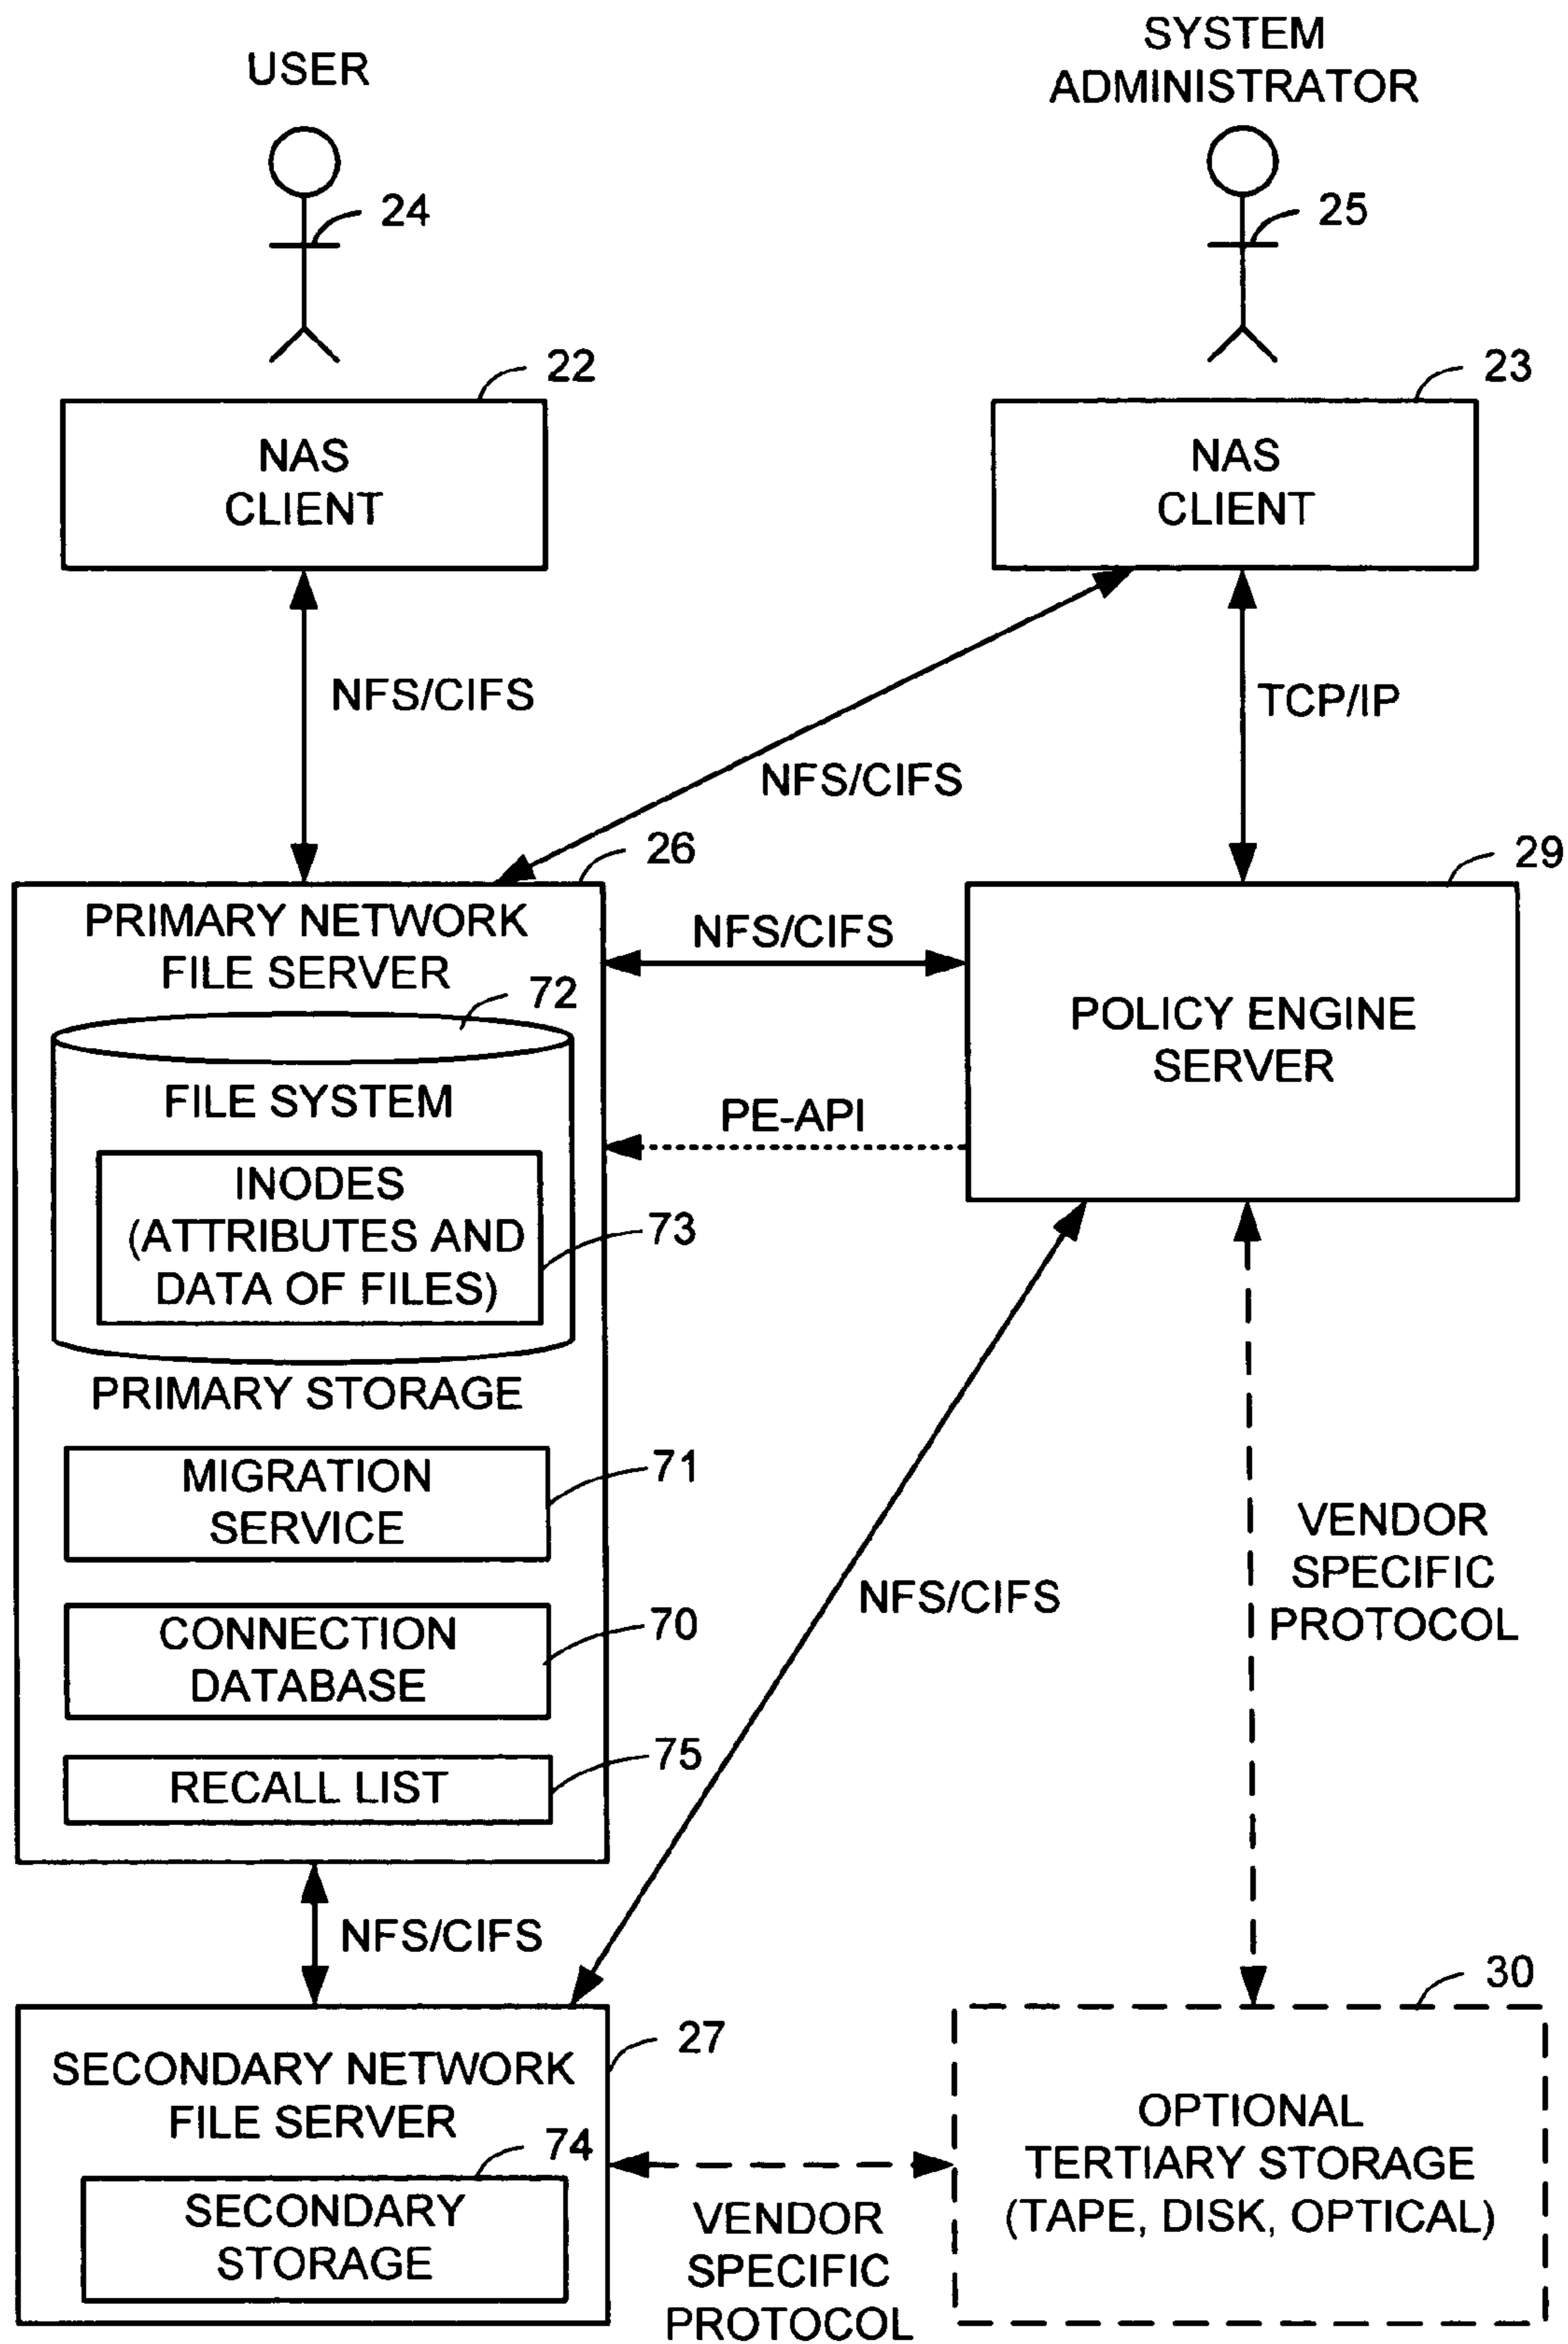 USER
SYSTEM
ADMINISTRATOR
24
25
22
23
NAS
CLIENT
NAS
CLIENT
NFS/CIFS
TCP/IP
NFS/CIFS
26
29
PRIMARY NETWORK
FILE SERVER
NFS/CIFS
72
POLICY ENGINE
SERVER
FILE SYSTEM
PE-API
INODES
(ATTRIBUTES AND
DATA OF FILES)
73
PRIMARY STORAGE
MIGRATION
SERVICE
71
VENDOR
SPECIFIC
PROTOCOL
NFS/CIFS
CONNECTION
DATABASE
70
RECALL LIST
75
NFS/CIFS
30
27
SECONDARY NETWORK
FILE SERVER
74
SECONDARY
STORAGE
OPTIONAL
TERTIARY STORAGE
(TAPE, DISK, OPTICAL)
VENDOR
SPECIFIC
PROTOCOL